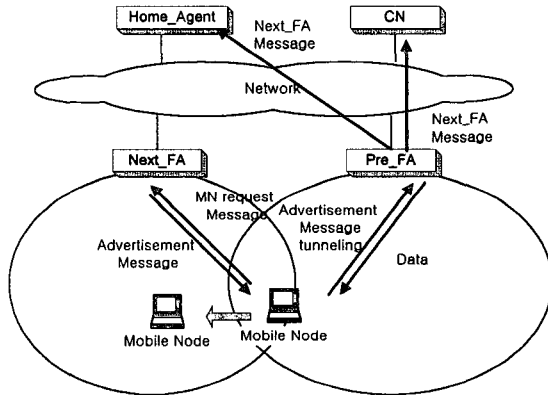 Home_Agent
Next_FA
Message
CN
Network
Next_FA
Message
Next_FA
Pre_FA
MN request
Message
Advertisement
Message
tunneling
Advertisement
Message
Data
Mobile Node
Mobile Node